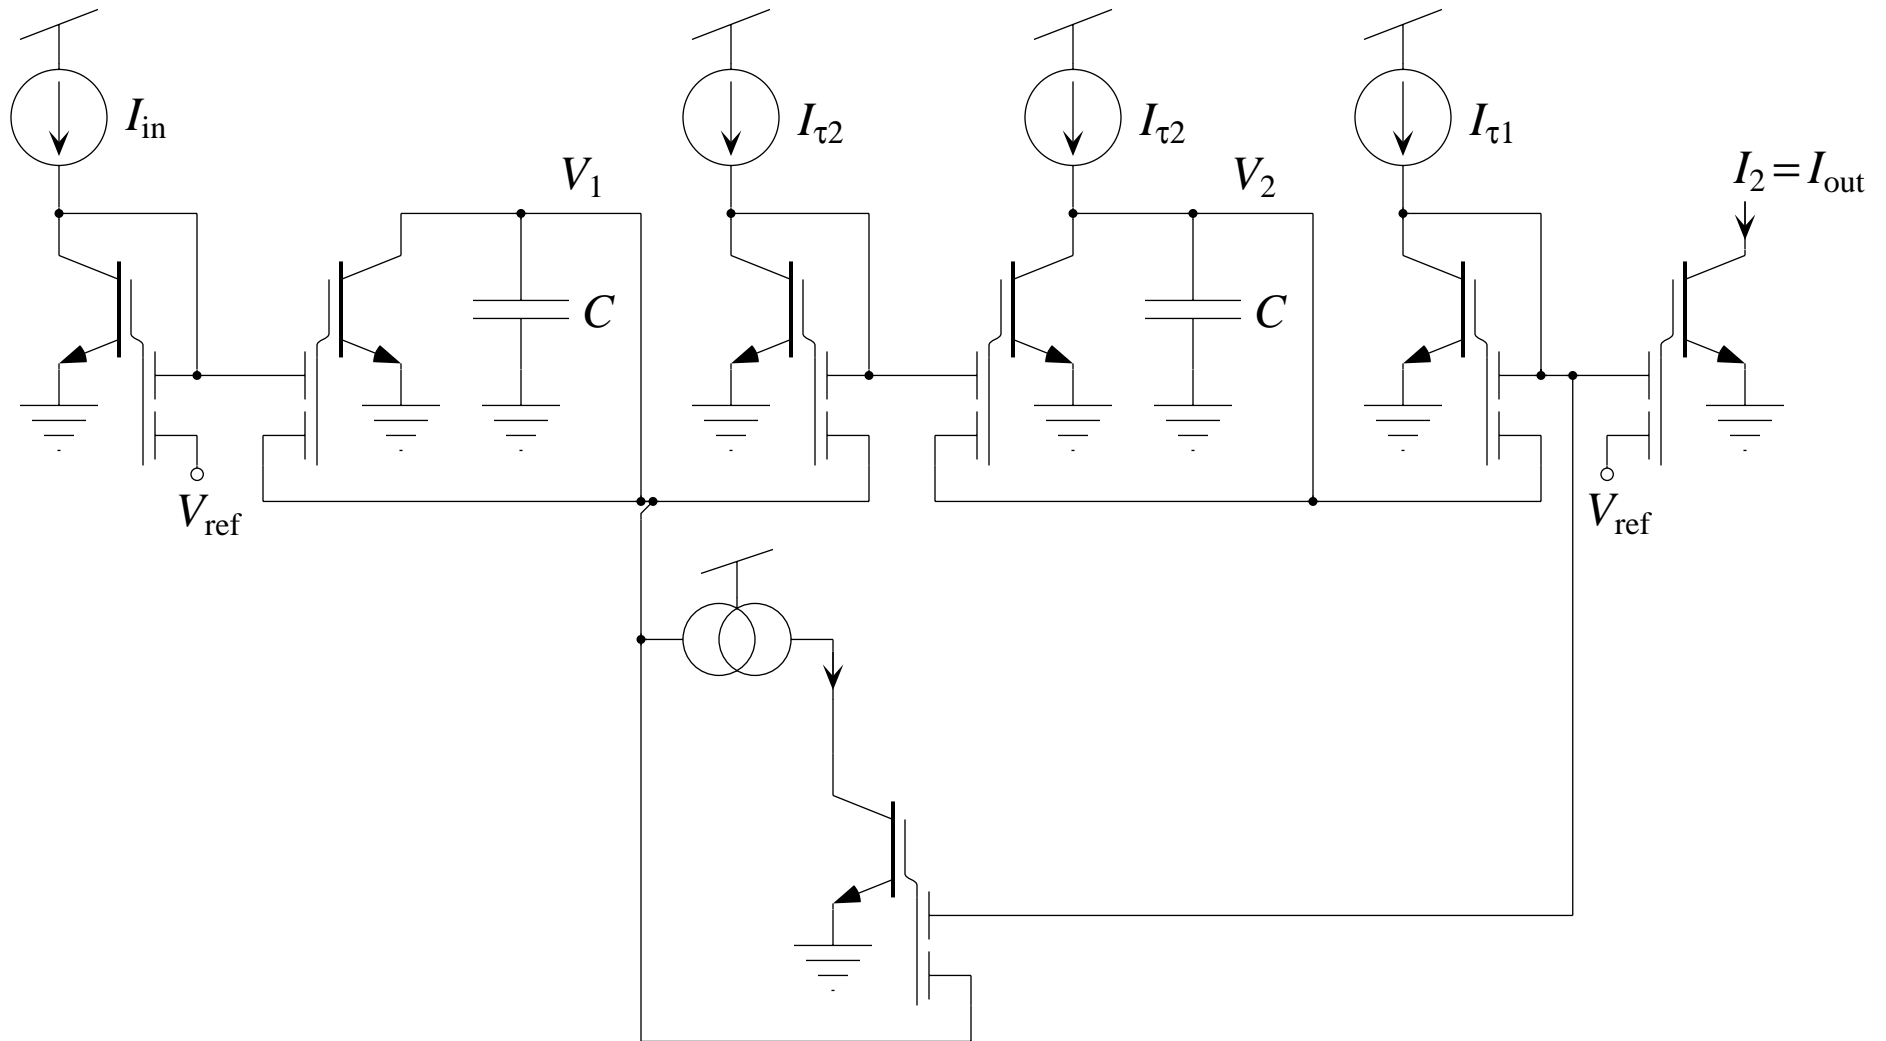 I_in
I_τ2
I_τ2
I_τ1
V_1
V_2
I_2 = I_out
C
C
V_ref
V_ref